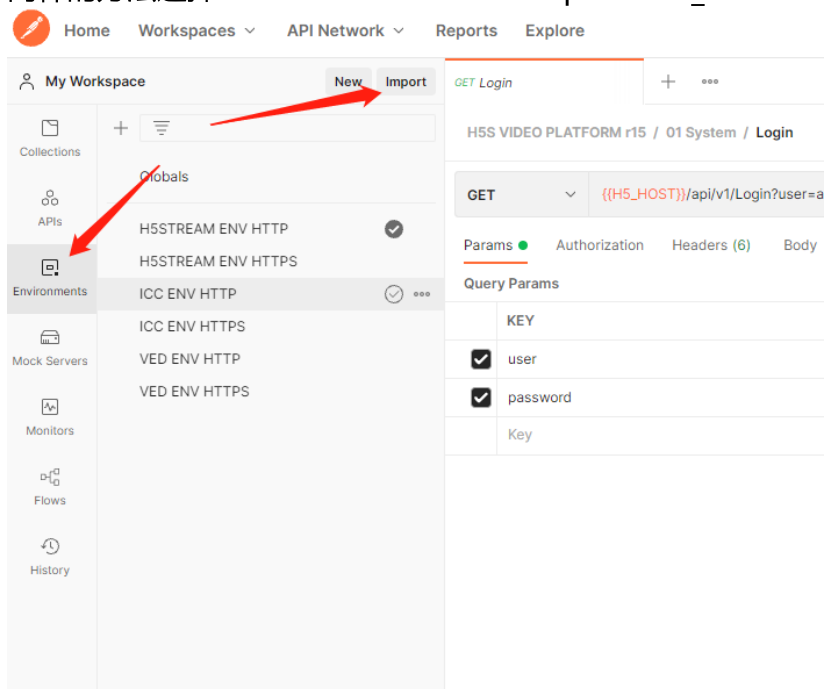 Home Workspaces API Network Reports Explore
My Workspace New Import
GET Login
Collections
H5S VIDEO PLATFORM r15 / 01 System / Login
Globals
APIs
GET {{H5_HOST}}/api/v1/Login?user=a
H5STREAM ENV HTTP
Params Authorization Headers (6) Body
H5STREAM ENV HTTPS
Environments
ICC ENV HTTP
Query Params
ICC ENV HTTPS
KEY
Mock Servers
VED ENV HTTP
user
VED ENV HTTPS
password
Monitors
Key
Flows
History